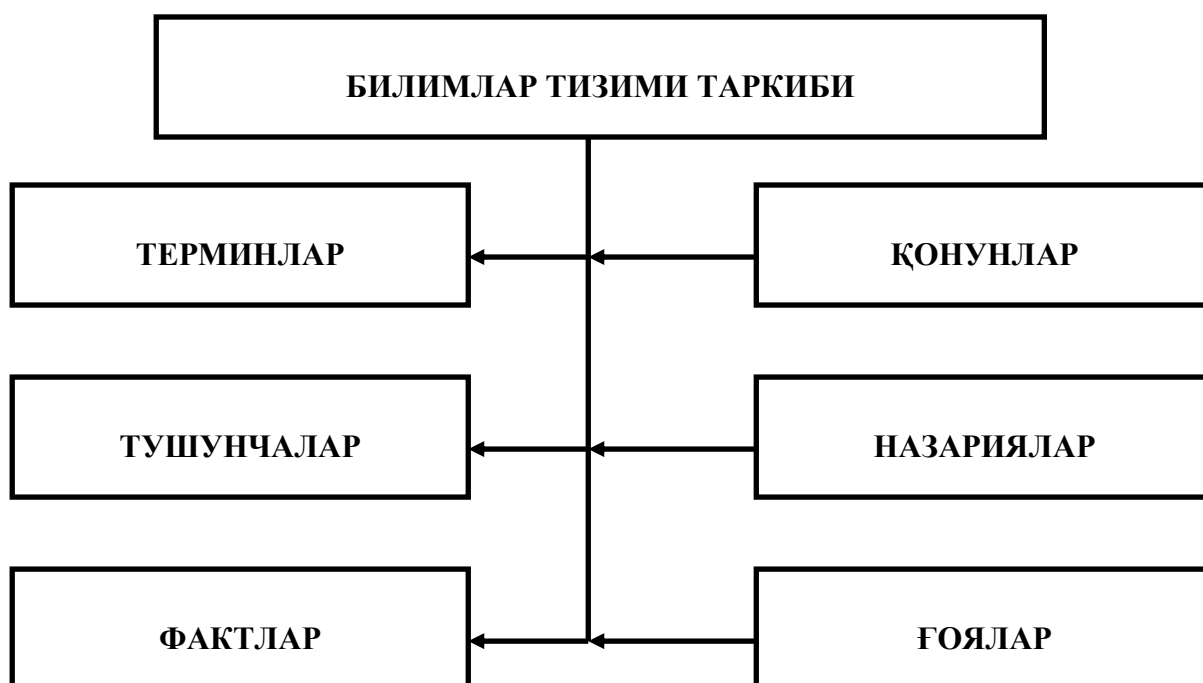 БИЛИМЛАР ТИЗИМИ ТАРКИБИ
ТЕРМИНЛАР
ҚОНУНЛАР
ТУШУНЧАЛАР
НАЗАРИЯЛАР
ФАКТЛАР
ҒОЯЛАР